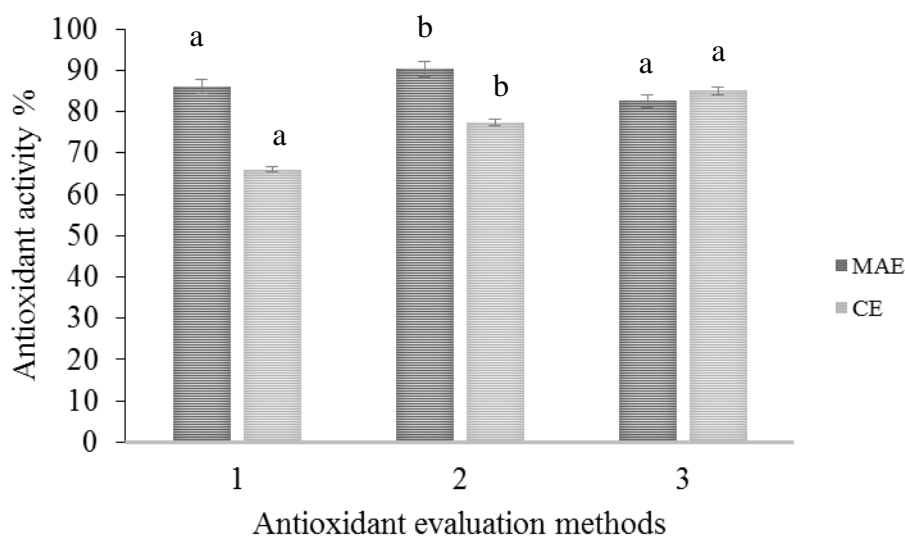 Antioxidant activity %
100
90
80
70
60
50
40
30
20
10
0
a
a
b
b
a
a
1 2 3
Antioxidant evaluation methods
MAE
CE